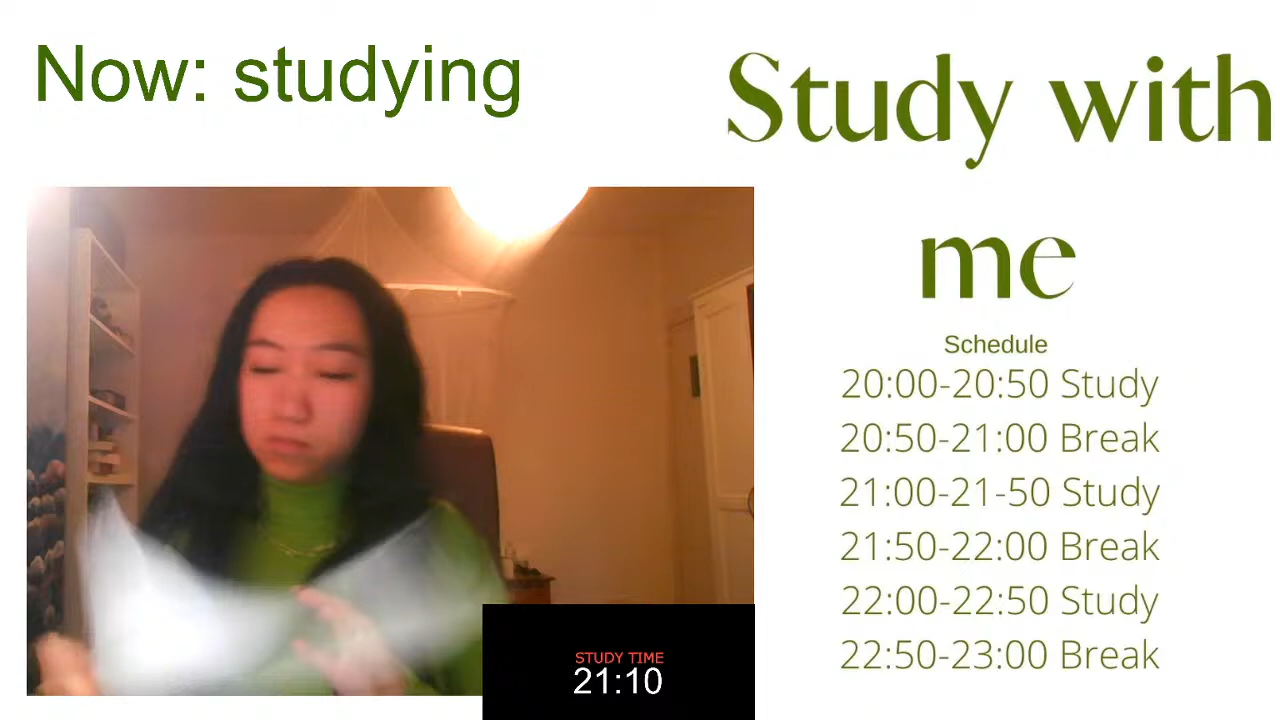 Now: studying
Study with
me
Schedule
20:00-20:50 Study
20:50-21:00 Break
21:00-21-50 Study
21:50-22:00 Break
22:00-22:50 Study
22:50-23:00 Break
STUDY TIME
21:10